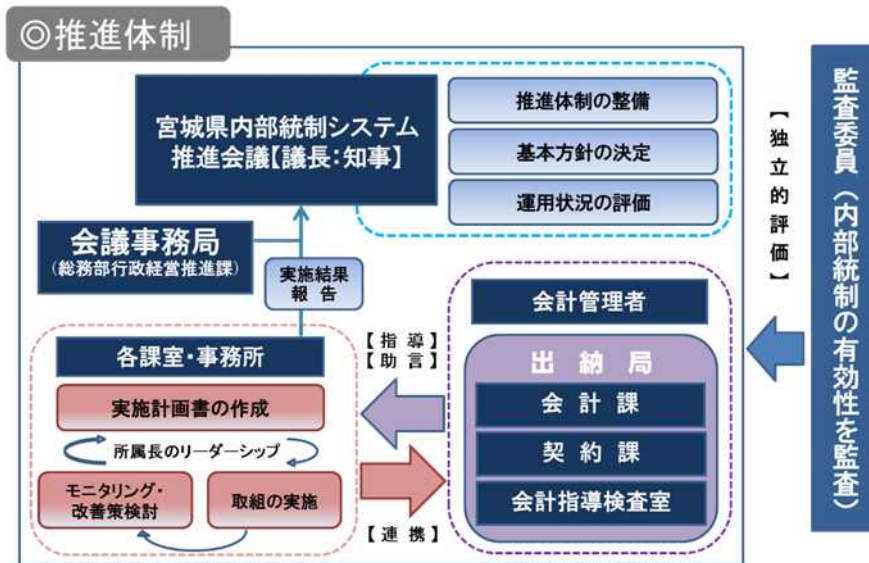 ◎推進体制
宮城県内部統制システム
推進会議【議長：知事】
推進体制の整備
基本方針の決定
運用状況の評価
会議事務局
（総務部行政経営推進課）
実施結果
報 告
各課室・事務所
実施計画書の作成
所属長のリーダーシップ
モニタリング・
改善策検討
取組の実施
【指導】
【助言】
【連携】
会計管理者
出 納 局
会 計 課
契 約 課
会計指導検査室
【独立的評価】
監査委員（内部統制の有効性を監査）